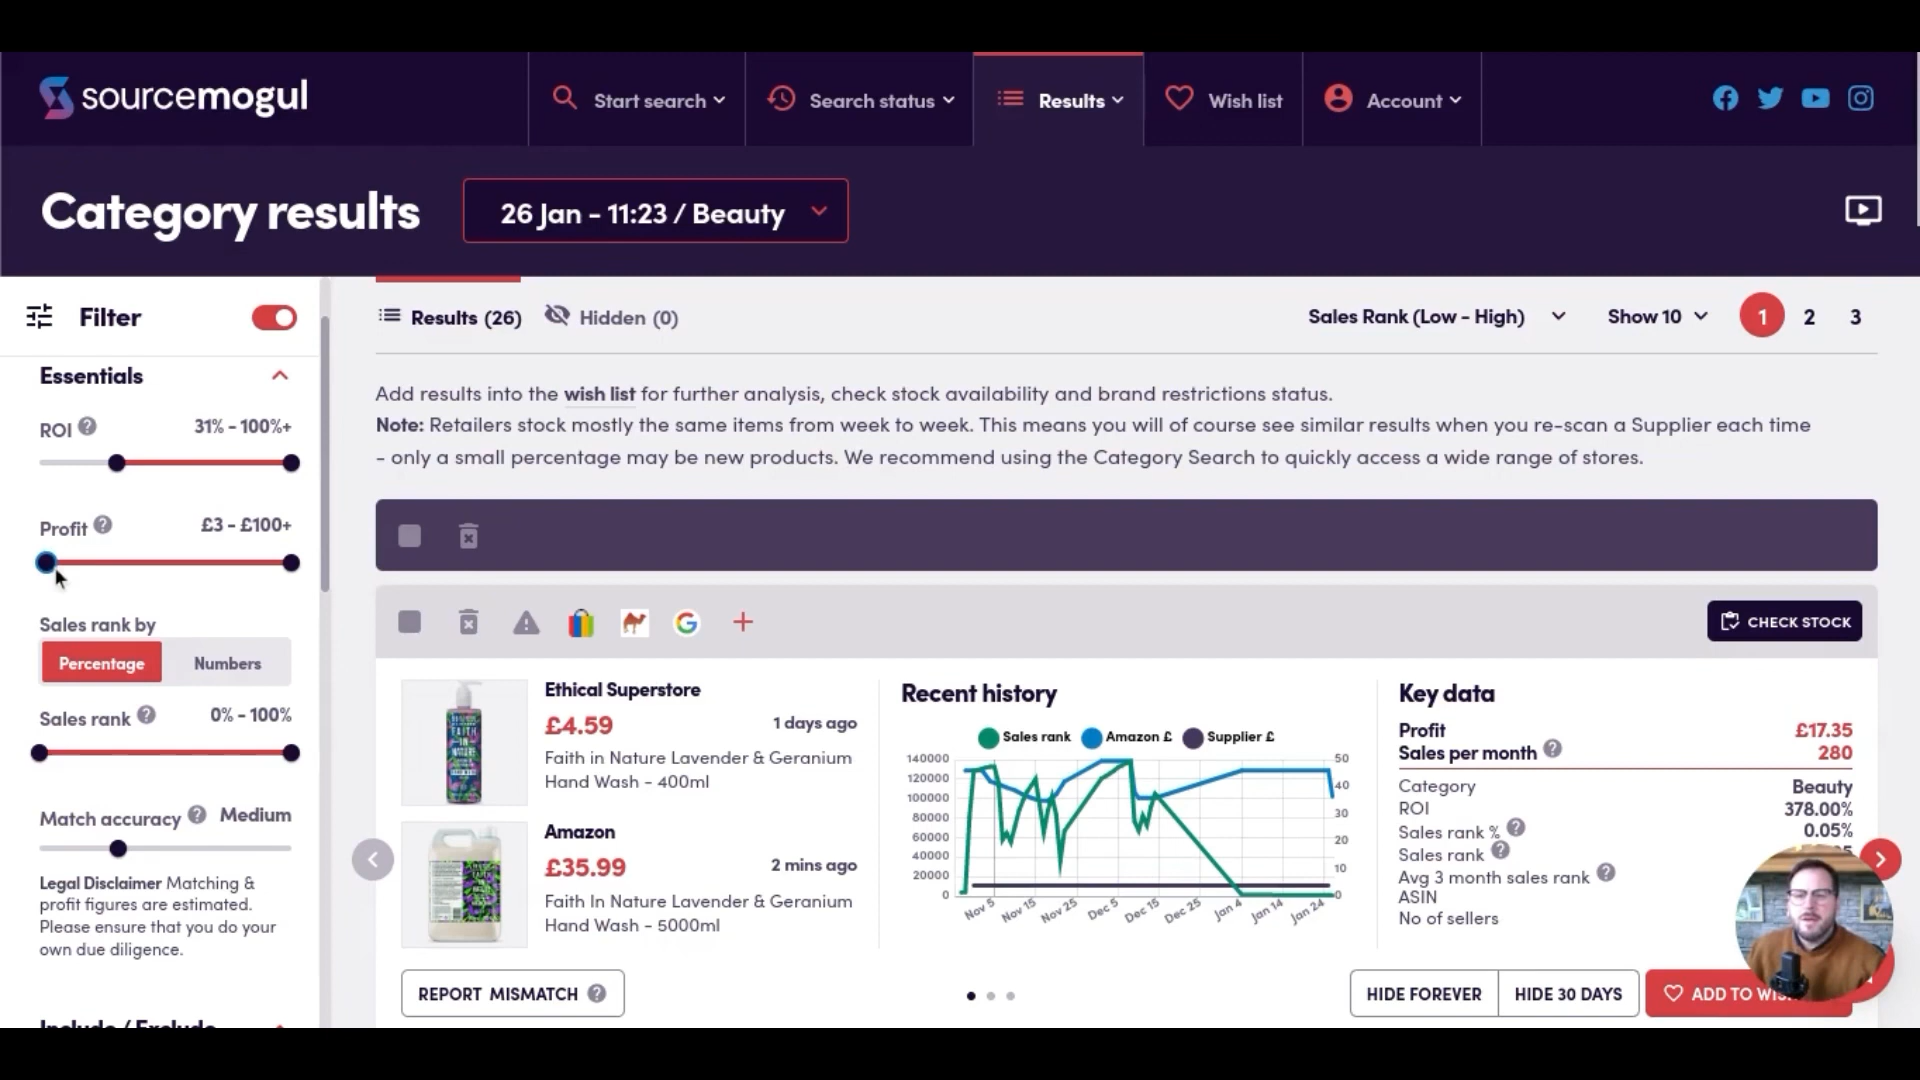 sourcemogul
Start search
Search status
Results
Wish list
Account
Category results
26 Jan - 11:23 / Beauty
Filter
Essentials
ROI
31% - 100%+
Profit
£3 - £100+
Sales rank by
Percentage
Numbers
Sales rank
0% - 100%
Match accuracy
Medium
Legal Disclaimer Matching &
profit figures are estimated.
Please ensure that you do your
own due diligence.
Include / Exclude
Results (26)
Hidden (0)
Sales Rank (Low - High)
Show 10
1 2 3
Add results into the wish list for further analysis, check stock availability and brand restrictions status.
Note: Retailers stock mostly the same items from week to week. This means you will of course see similar results when you re-scan a Supplier each time
- only a small percentage may be new products. We recommend using the Category Search to quickly access a wide range of stores.
CHECK STOCK
Ethical Superstore
£4.59
1 days ago
Faith in Nature Lavender & Geranium
Hand Wash - 400ml
Amazon
£35.99
2 mins ago
Faith In Nature Lavender & Geranium
Hand Wash - 5000ml
REPORT MISMATCH
Recent history
Sales rank
Amazon £
Supplier £
140000
120000
100000
80000
60000
40000
20000
0
50
40
30
20
10
0
Nov 5
Nov 15
Nov 25
Dec 5
Dec 15
Dec 25
Jan 4
Jan 14
Jan 24
Key data
Profit £17.35
Sales per month 280
Category Beauty
ROI 378.00%
Sales rank % 0.05%
Sales rank
Avg 3 month sales rank
ASIN
No of sellers
HIDE FOREVER
HIDE 30 DAYS
ADD TO